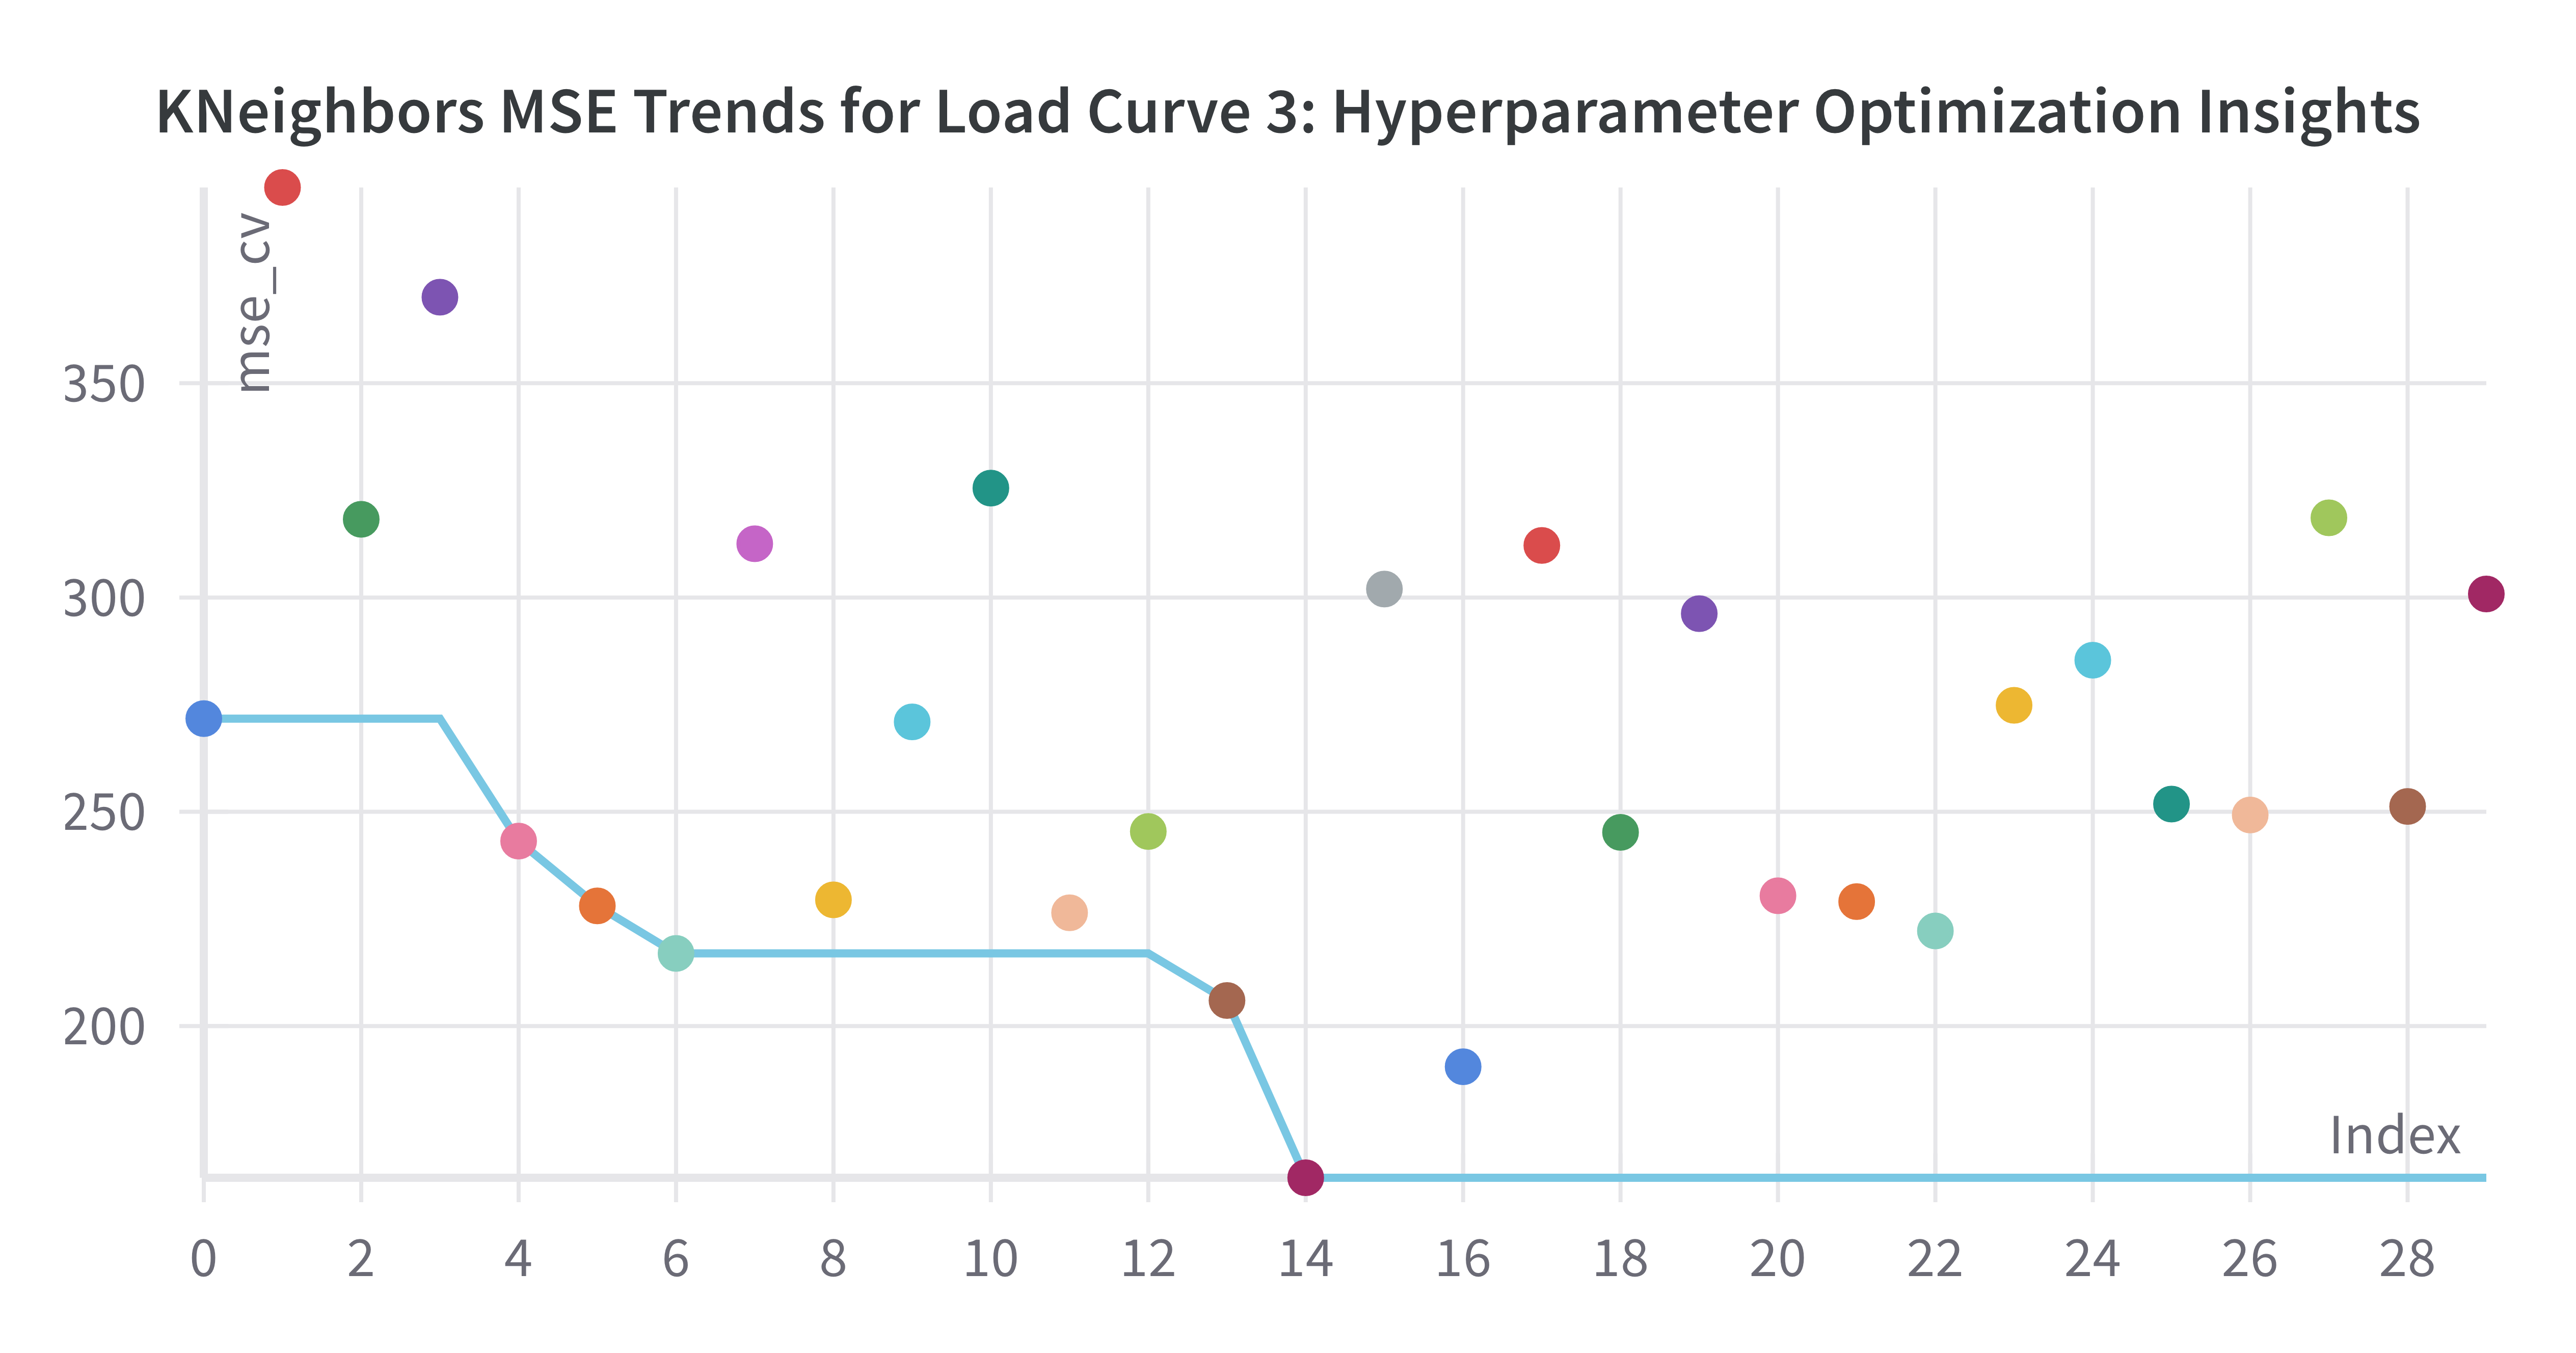 KNeighbors MSE Trends for Load Curve 3: Hyperparameter Optimization Insights
mse_cv
350
300
250
200
Index
0 2 4 6 8 10 12 14 16 18 20 22 24 26 28